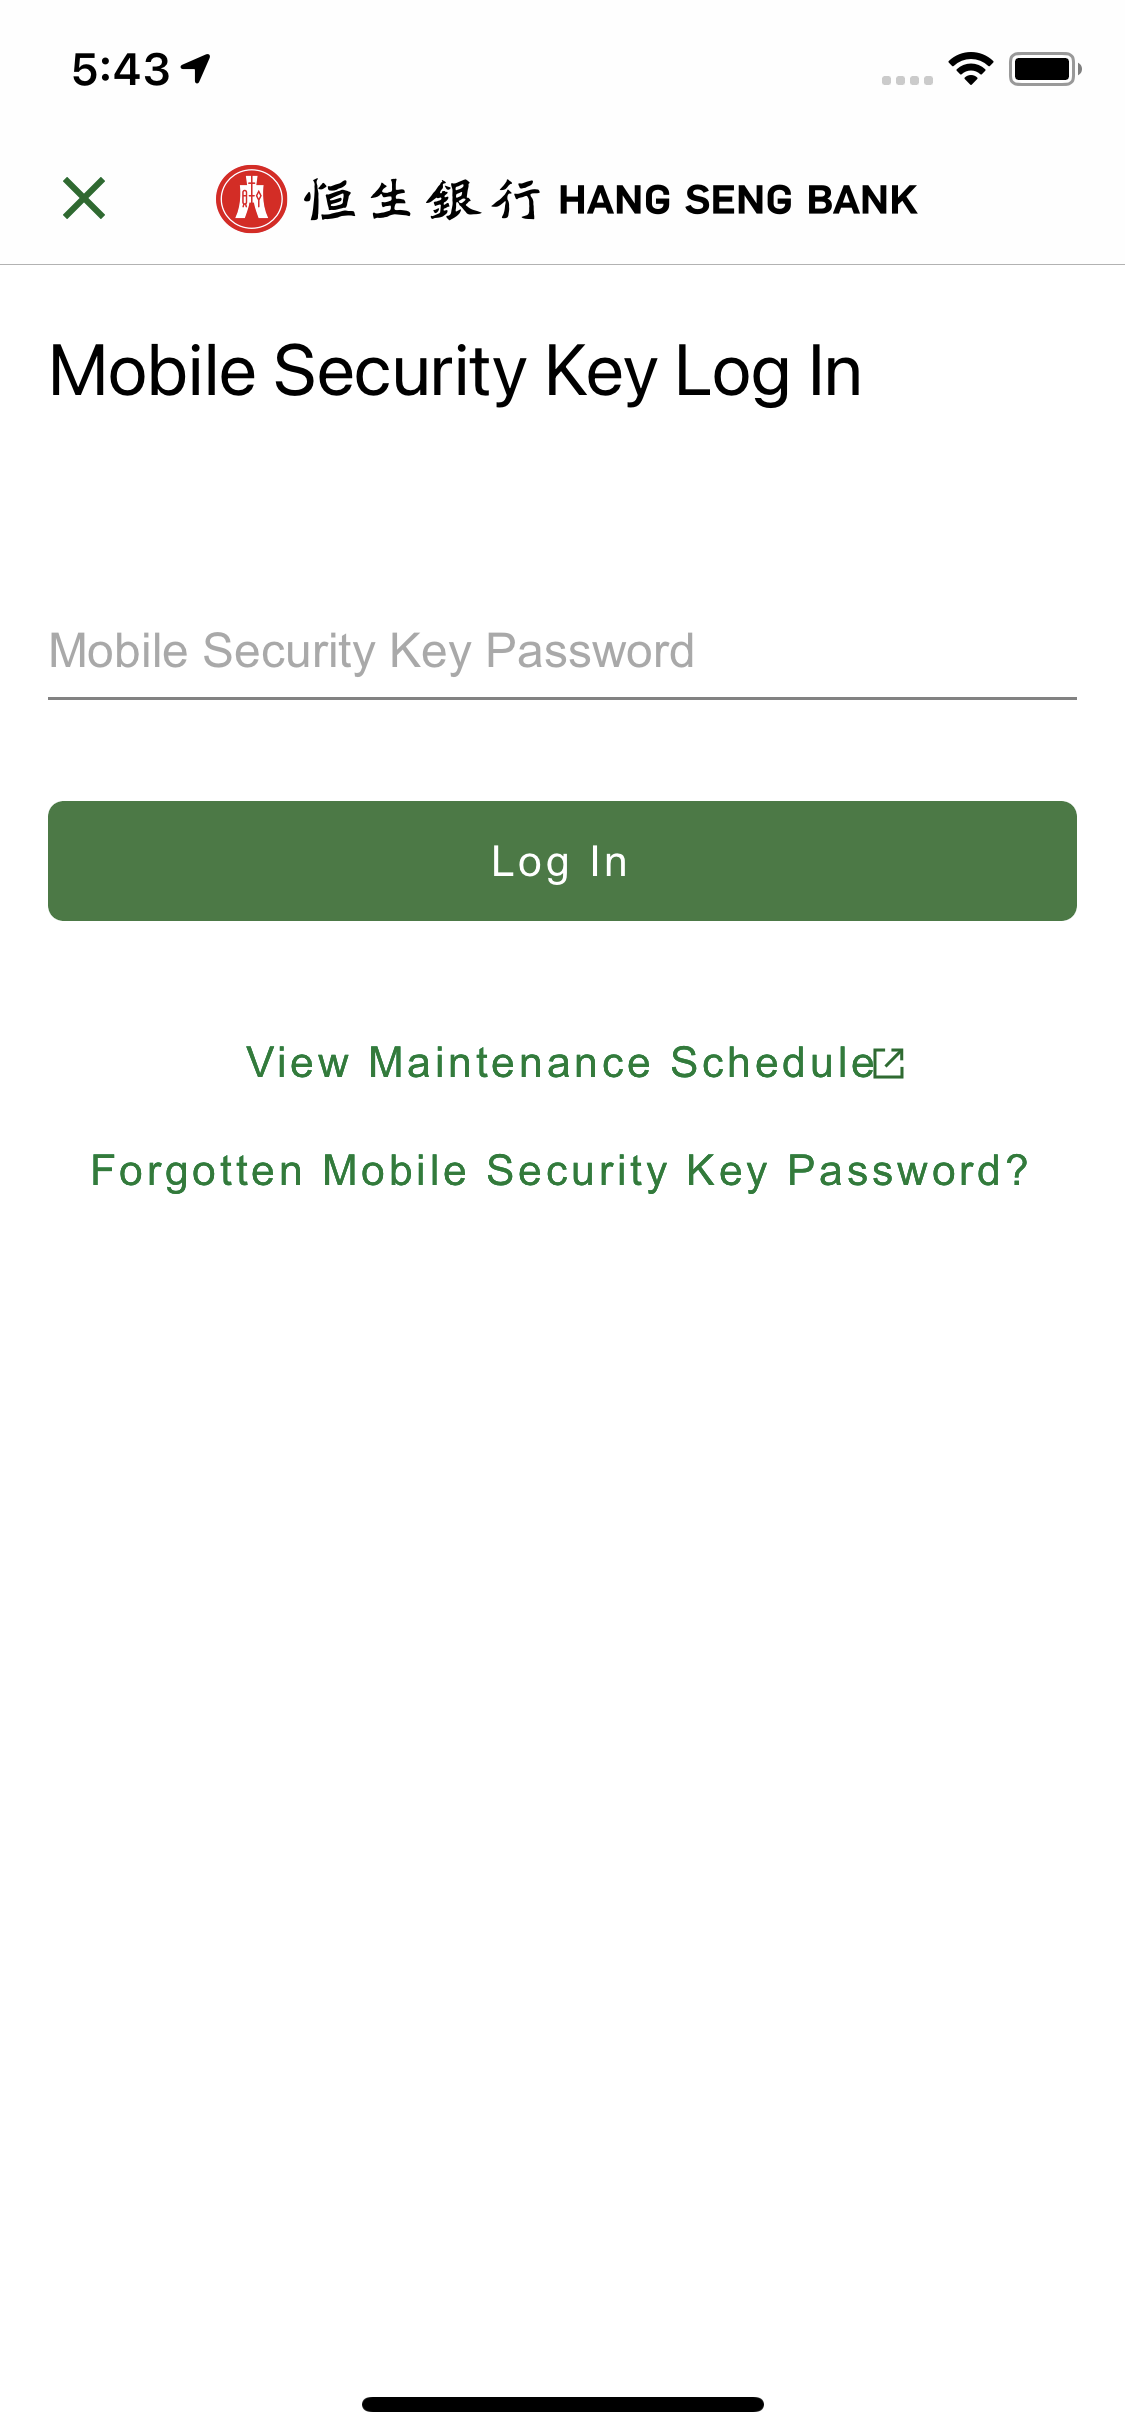 5:43
恒生銀行 HANG SENG BANK
Mobile Security Key Log In
Mobile Security Key Password
Log In
View Maintenance Schedule
Forgotten Mobile Security Key Password?